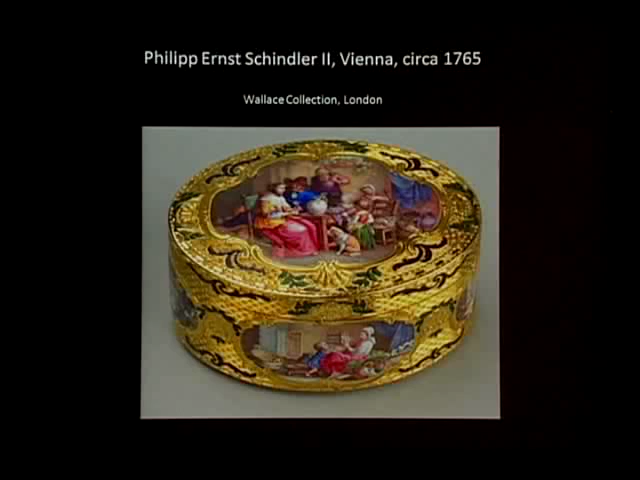 Philipp Ernst Schindler II, Vienna, circa 1765
Wallace Collection, London